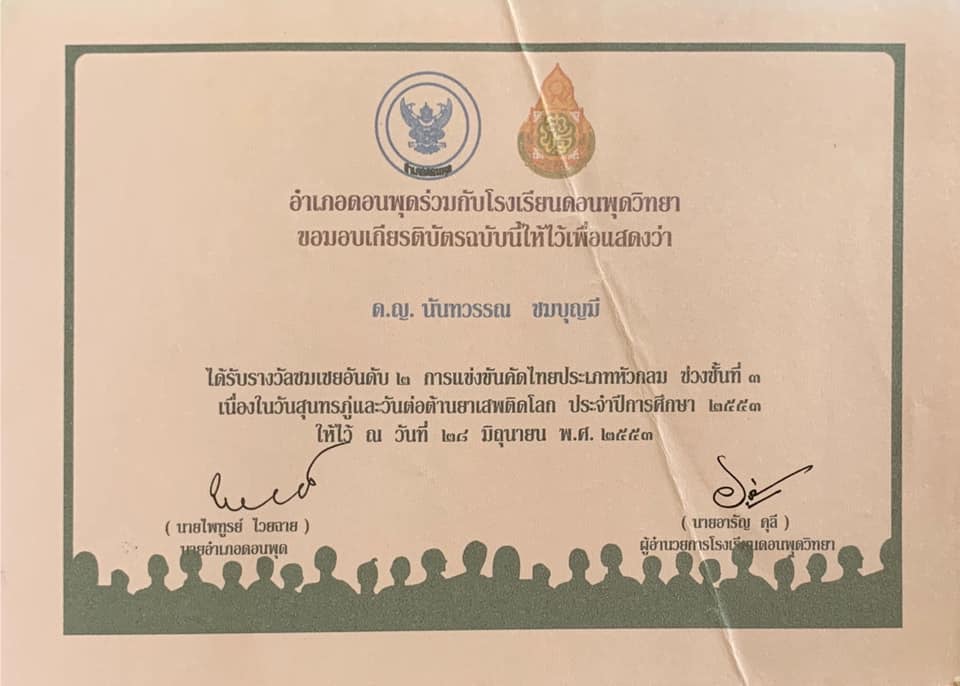 อำเภอดอนพุด
อำเภอดอนพุดร่วมกับโรงเรียนดอนพุดวิทยา
ขอมอบเกียรติบัตรฉบับนี้ให้ไว้เพื่อแสดงว่า
ด.ญ. นันทวรรณ ชมบุญมี
ได้รับรางวัลชมเชยอันดับ ๒ การแข่งขันคัดไทยประเภทหัวกลม ช่วงชั้นที่ ๓
เนื่องในวันสุนทรภู่และวันต่อต้านยาเสพติดโลก ประจำปีการศึกษา ๒๕๕๓
ให้ไว้ ณ วันที่ ๒๘ มิถุนายน พ.ศ. ๒๕๕๓
( นายไพฑูรย์ ไวยฉาย )
นายอำเภอดอนพุด
( นายอารัญ คุลี )
ผู้อำนวยการโรงเรียนดอนพุดวิทยา